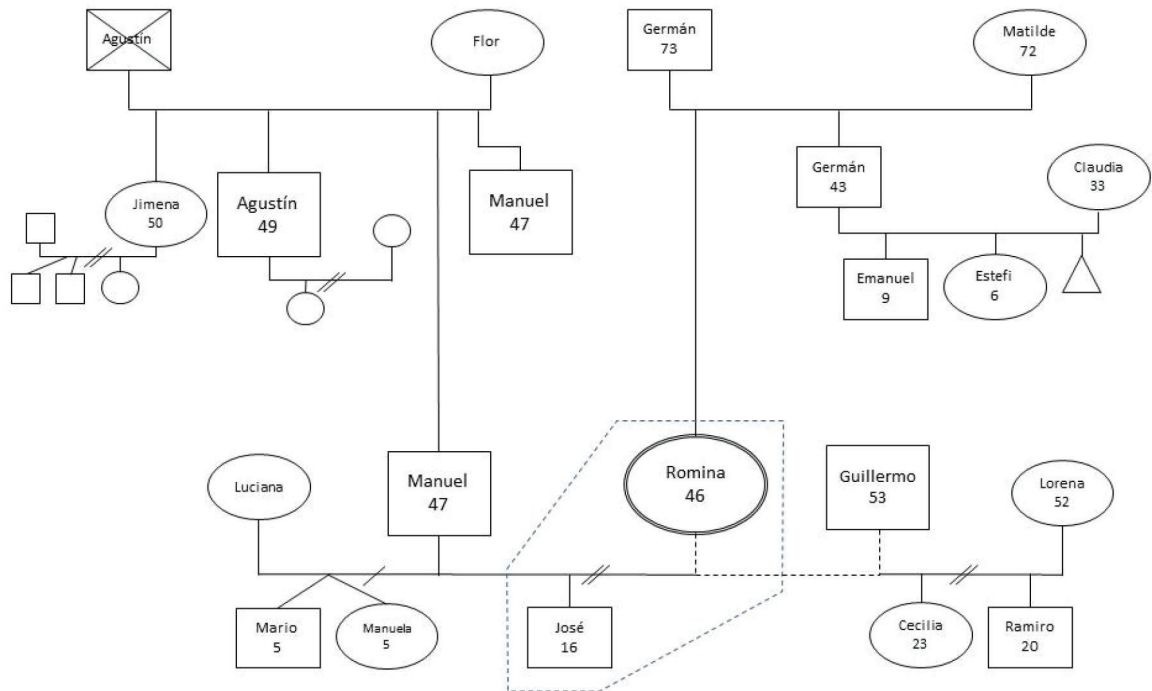 Agustín
Flor
Germán
73
Matilde
72
Jimena
50
Agustín
49
Manuel
47
Germán
43
Claudia
33
Emanuel
9
Estefi
6
Luciana
Manuel
47
Romina
46
Guillermo
53
Lorena
52
Mario
5
Manuela
5
José
16
Cecilia
23
Ramiro
20